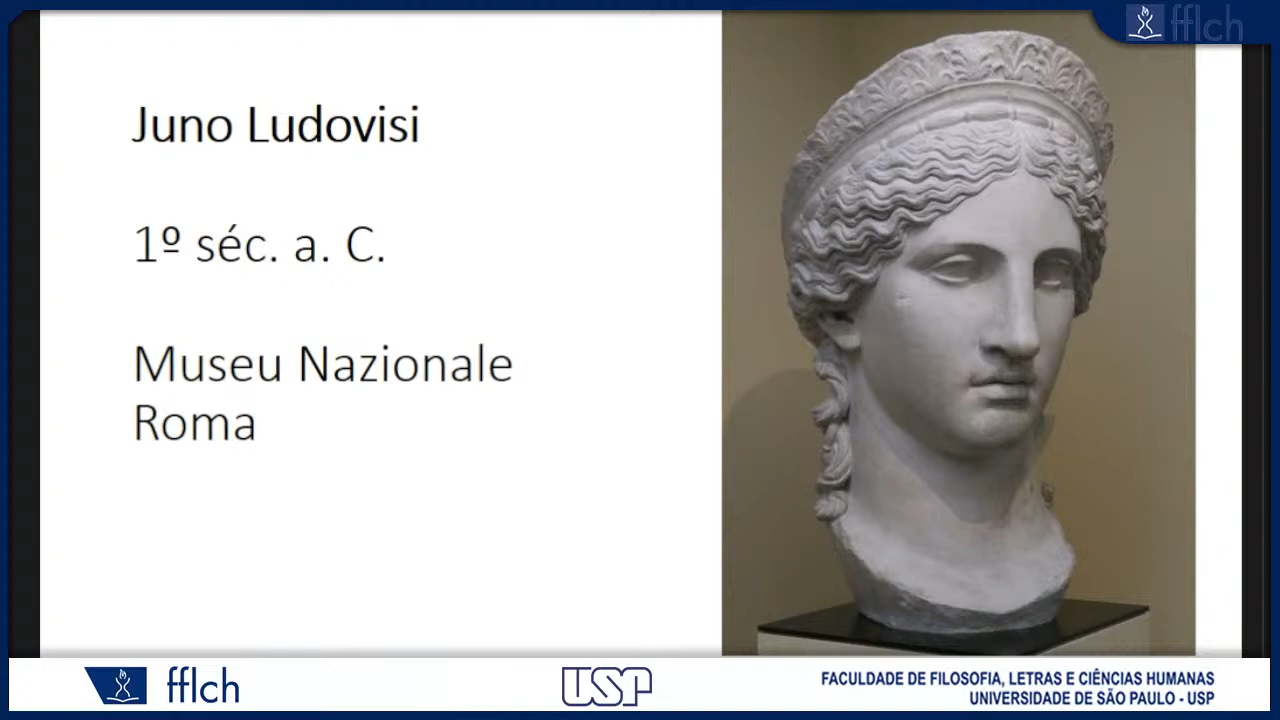 fflch
Juno Ludovisi
1º séc. a. C.
Museu Nazionale
Roma
fflch
USP
FACULDADE DE FILOSOFIA, LETRAS E CIÊNCIAS HUMANAS
UNIVERSIDADE DE SÃO PAULO - USP